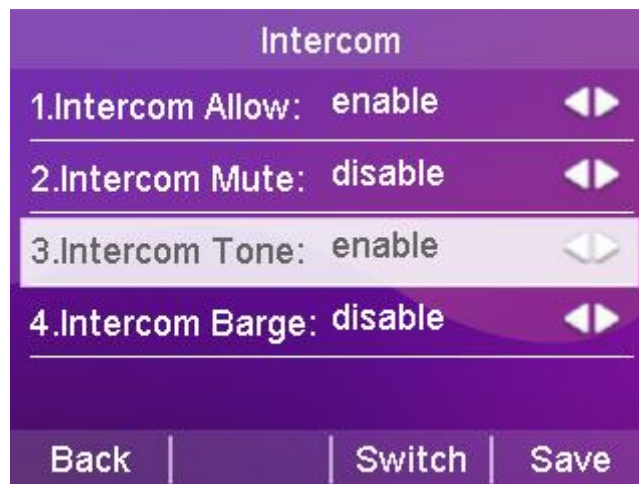 Intercom
1.Intercom Allow: enable
2.Intercom Mute: disable
3.Intercom Tone: enable
4.Intercom Barge: disable
Back Switch Save